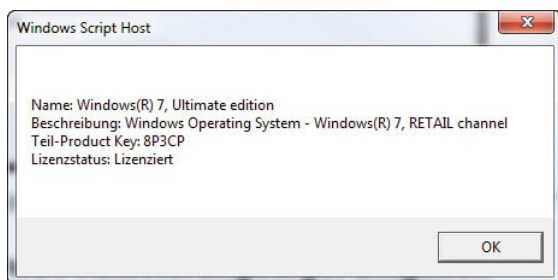 Windows Script Host
Name: Windows(R) 7, Ultimate edition
Beschreibung: Windows Operating System - Windows(R) 7, RETAIL channel
Teil-Product Key: 8P3CP
Lizenzstatus: Lizenziert
OK